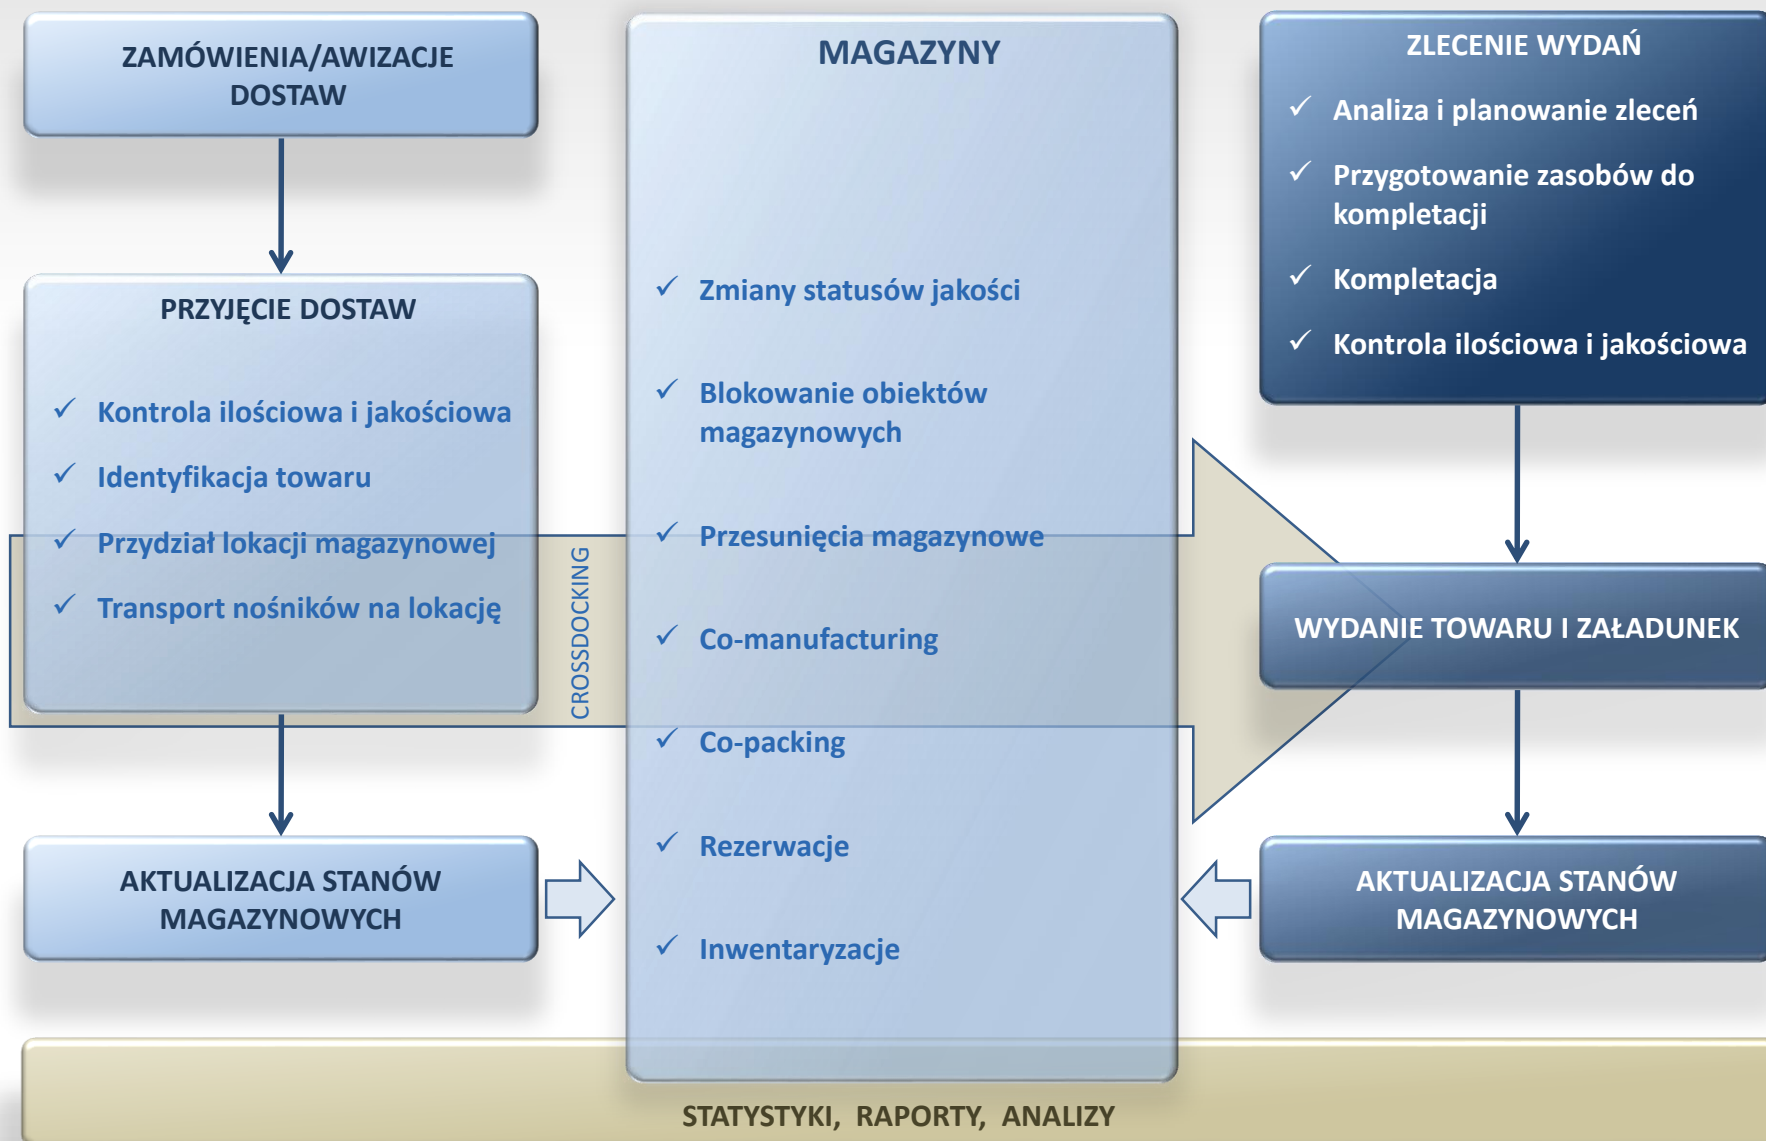 ZAMÓWIENIA/AWIZACJE
DOSTAW
PRZYJĘCIE DOSTAW
✓ Kontrola ilościowa i jakościowa
✓ Identyfikacja towaru
✓ Przydział lokacji magazynowej
✓ Transport nośników na lokację
AKTUALIZACJA STANÓW
MAGAZYNOWYCH
CROSSDOCKING
MAGAZYNY
✓ Zmiany statusów jakości
✓ Blokowanie obiektów
magazynowych
✓ Przesunięcia magazynowe
✓ Co-manufacturing
✓ Co-packing
✓ Rezerwacje
✓ Inwentaryzacje
ZLECENIE WYDAŃ
✓ Analiza i planowanie zleceń
✓ Przygotowanie zasobów do
kompletacji
✓ Kompletacja
✓ Kontrola ilościowa i jakościowa
WYDANIE TOWARU I ZAŁADUNEK
AKTUALIZACJA STANÓW
MAGAZYNOWYCH
STATYSTYKI, RAPORTY, ANALIZY